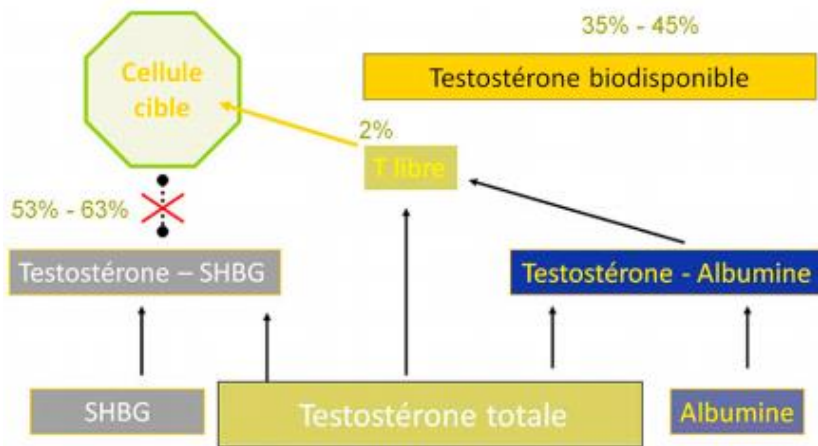 35% - 45%
Cellule
cible
Testostérone biodisponible
2%
T libre
53% - 63%
Testostérone – SHBG
Testostérone - Albumine
SHBG
Testostérone totale
Albumine